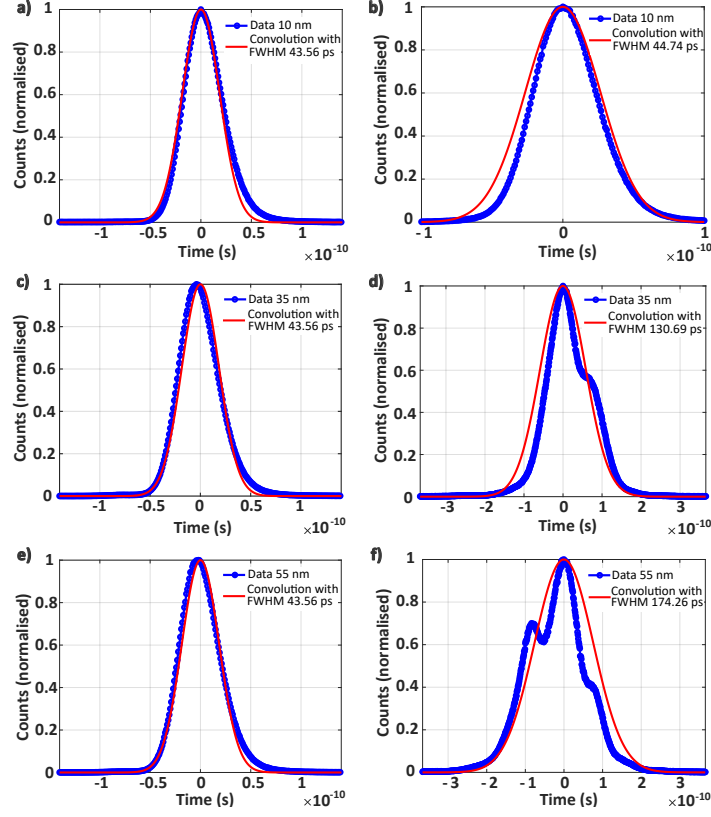 a)
Data 10 nm
Convolution with
FWHM 43.56 ps
Counts (normalised)
1
0.8
0.6
0.4
0.2
0
-1
-0.5
0
0.5
1
Time (s)
×10⁻¹⁰
b)
Data 10 nm
Convolution with
FWHM 44.74 ps
Counts (normalised)
1
0.8
0.6
0.4
0.2
0
-1
0
1
Time (s)
×10⁻¹⁰
c)
Data 35 nm
Convolution with
FWHM 43.56 ps
Counts (normalised)
1
0.8
0.6
0.4
0.2
0
-1
-0.5
0
0.5
1
Time (s)
×10⁻¹⁰
d)
Data 35 nm
Convolution with
FWHM 130.69 ps
Counts (normalised)
1
0.8
0.6
0.4
0.2
0
-3
-2
-1
0
1
2
3
Time (s)
×10⁻¹⁰
e)
Data 55 nm
Convolution with
FWHM 43.56 ps
Counts (normalised)
1
0.8
0.6
0.4
0.2
0
-1
-0.5
0
0.5
1
Time (s)
×10⁻¹⁰
f)
Data 55 nm
Convolution with
FWHM 174.26 ps
Counts (normalised)
1
0.8
0.6
0.4
0.2
0
-3
-2
-1
0
1
2
3
Time (s)
×10⁻¹⁰